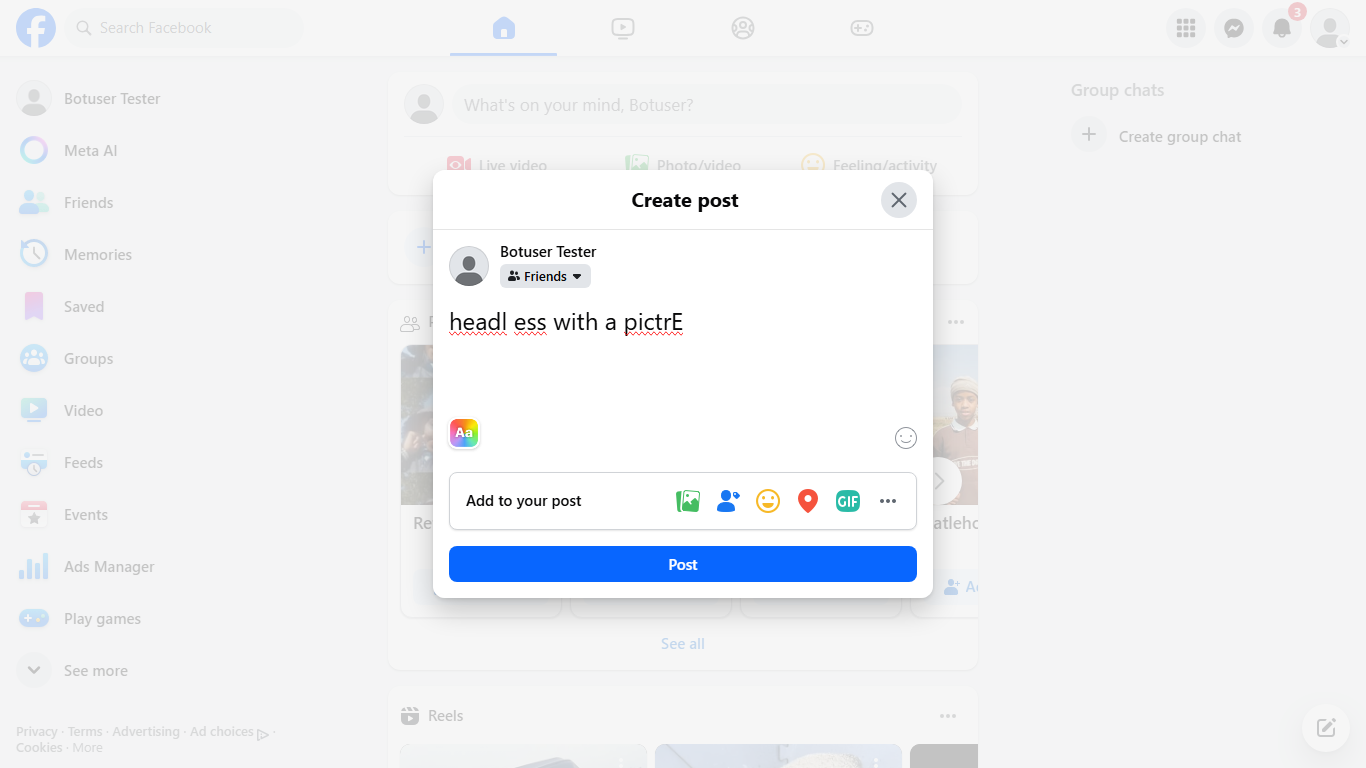 Search Facebook
3
Botuser Tester
Meta AI
Friends
Memories
Saved
Groups
Video
Feeds
Events
Ads Manager
Play games
See more
Privacy · Terms · Advertising · Ad choices ·
Cookies · More
What's on your mind, Botuser?
Live video
Photo/video
Feeling/activity
Create post
Botuser Tester
Friends
headl ess with a pictrE
Aa
Add to your post
GIF
Post
See all
Reels
Group chats
Create group chat